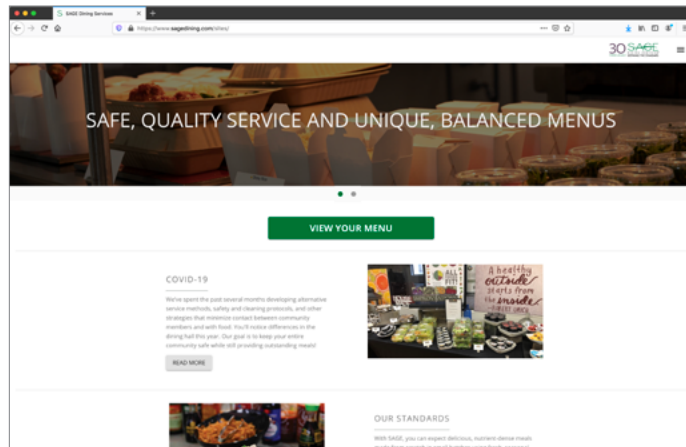 SAGE Dining Services
https://www.sagedining.com/sites/
30 SAGE
SAFE, QUALITY SERVICE AND UNIQUE, BALANCED MENUS
VIEW YOUR MENU
COVID-19
We've spent the past several months developing alternative
service methods, safety and cleaning protocols, and other
strategies that minimize contact between community
members and with food. You'll notice differences in the
dining hall this year. Our goal is to keep your entire
community safe while still providing outstanding meals!
READ MORE
A healthy
outside
starts from
the inside
OUR STANDARDS
With SAGE, you can expect delicious, nutrient-dense meals